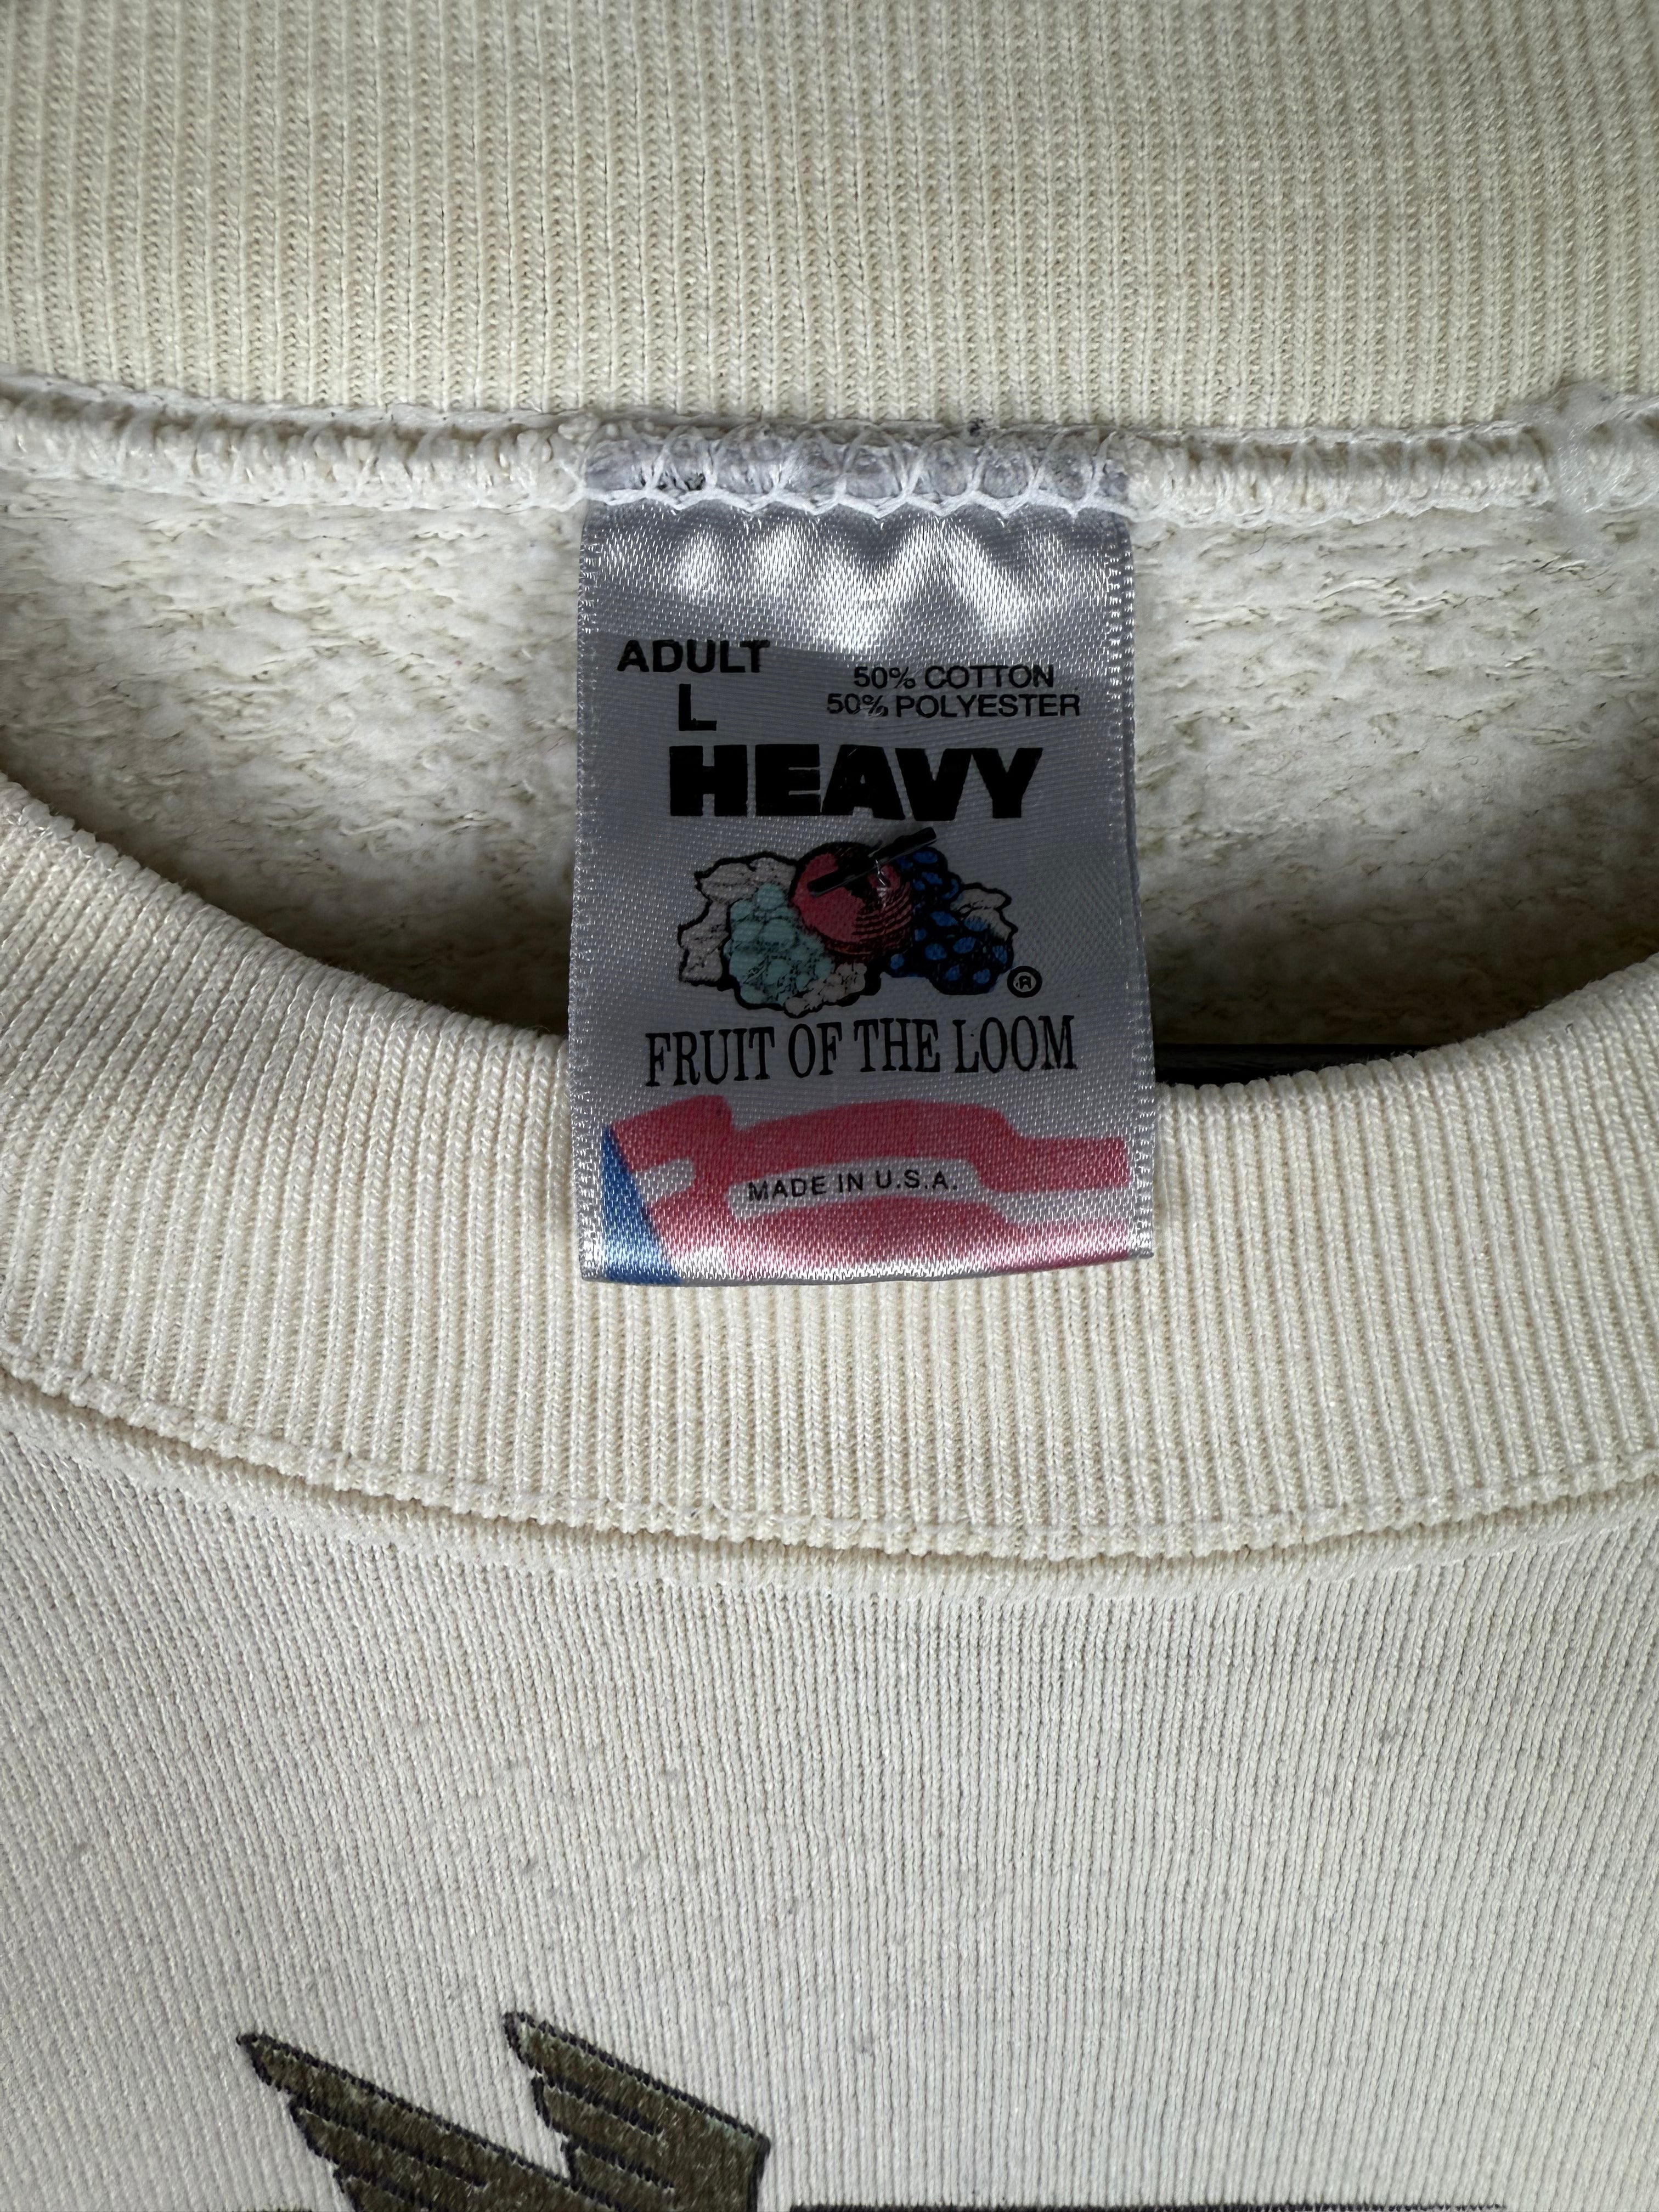 ADULT
L
50% COTTON
50% POLYESTER
HEAVY
®
FRUIT OF THE LOOM
MADE IN U.S.A.